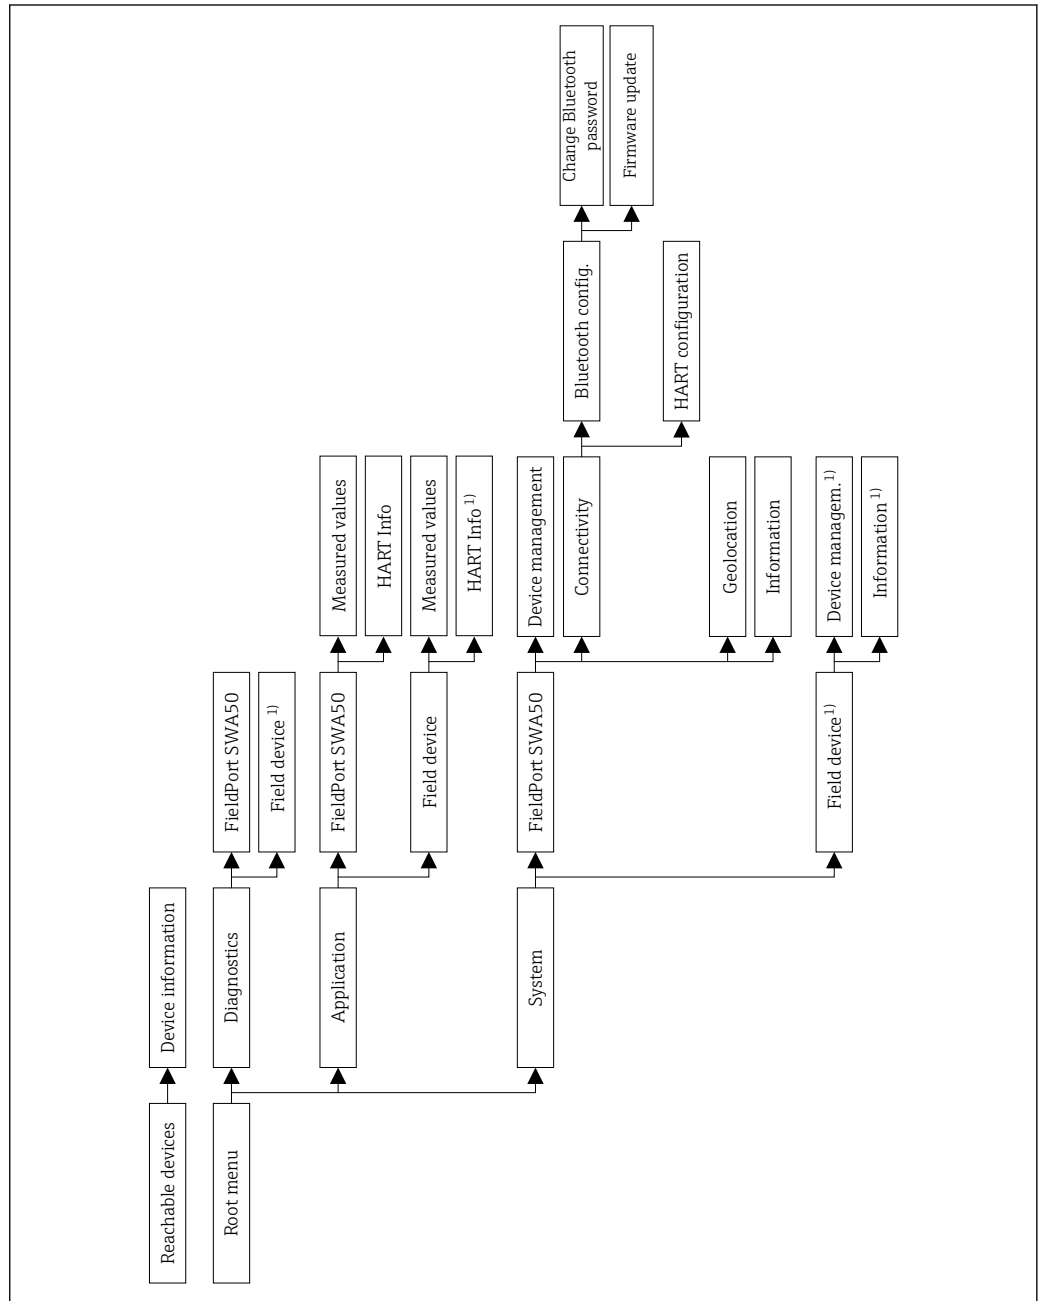 Reachable devices
Device information
Root menu
Diagnostics
FieldPort SWA50
Field device 1)
Application
FieldPort SWA50
Measured values
HART Info
Field device
Measured values
HART Info 1)
System
FieldPort SWA50
Device management
Connectivity
Bluetooth config.
Change Bluetooth
password
Firmware update
HART configuration
Geolocation
Information
Field device1)
Device managem.1)
Information 1)